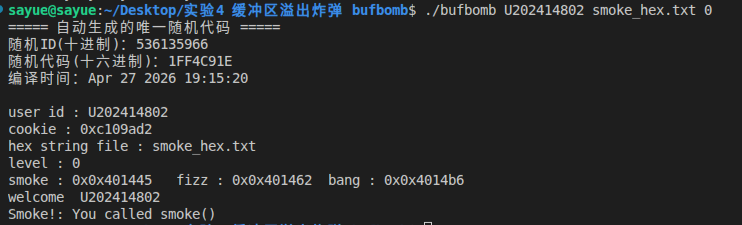 sayue@sayue:~/Desktop/实验4 缓冲区溢出炸弹 bufbomb$ ./bufbomb U202414802 smoke_hex.txt 0
===== 自动生成的唯一随机代码 =====
随机ID(十进制)：536135966
随机代码(十六进制)：1FF4C91E
编译时间：Apr 27 2026 19:15:20
user id : U202414802
cookie : 0xc109ad2
hex string file : smoke_hex.txt
level : 0
smoke : 0x0x401445   fizz : 0x0x401462  bang : 0x0x4014b6
welcome  U202414802
Smoke!: You called smoke()